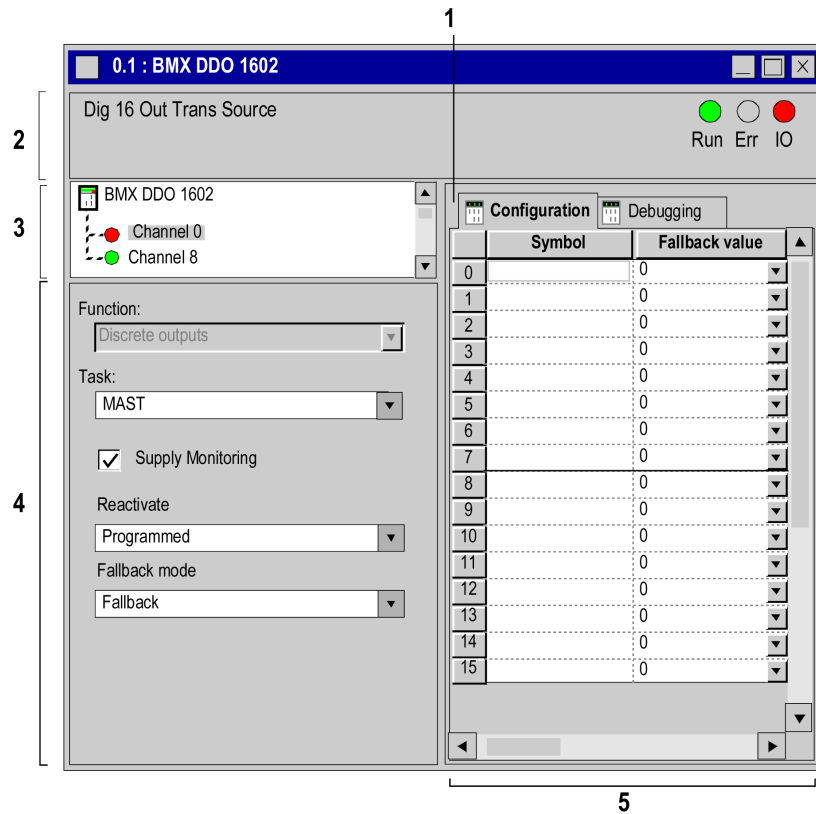 1
0.1 : BMX DDO 1602
2
Dig 16 Out Trans Source
Run Err IO
3
BMX DDO 1602
Channel 0
Channel 8
4
Function:
Discrete outputs
Task:
MAST
Supply Monitoring
Reactivate
Programmed
Fallback mode
Fallback
Configuration Debugging
Symbol Fallback value
0 0
1 0
2 0
3 0
4 0
5 0
6 0
7 0
8 0
9 0
10 0
11 0
12 0
13 0
14 0
15 0
5